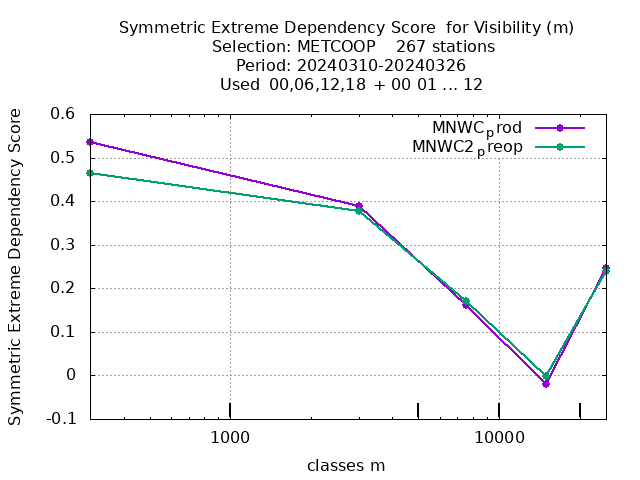 Symmetric Extreme Dependency Score  for Visibility (m)
Selection: METCOOP    267 stations
Period: 20240310-20240326
Used  00,06,12,18  + 00 01 ... 12
MNWCprod
MNWC2preop
Symmetric Extreme Dependency Score
0.6
0.5
0.4
0.3
0.2
0.1
0
-0.1
1000
10000
classes m